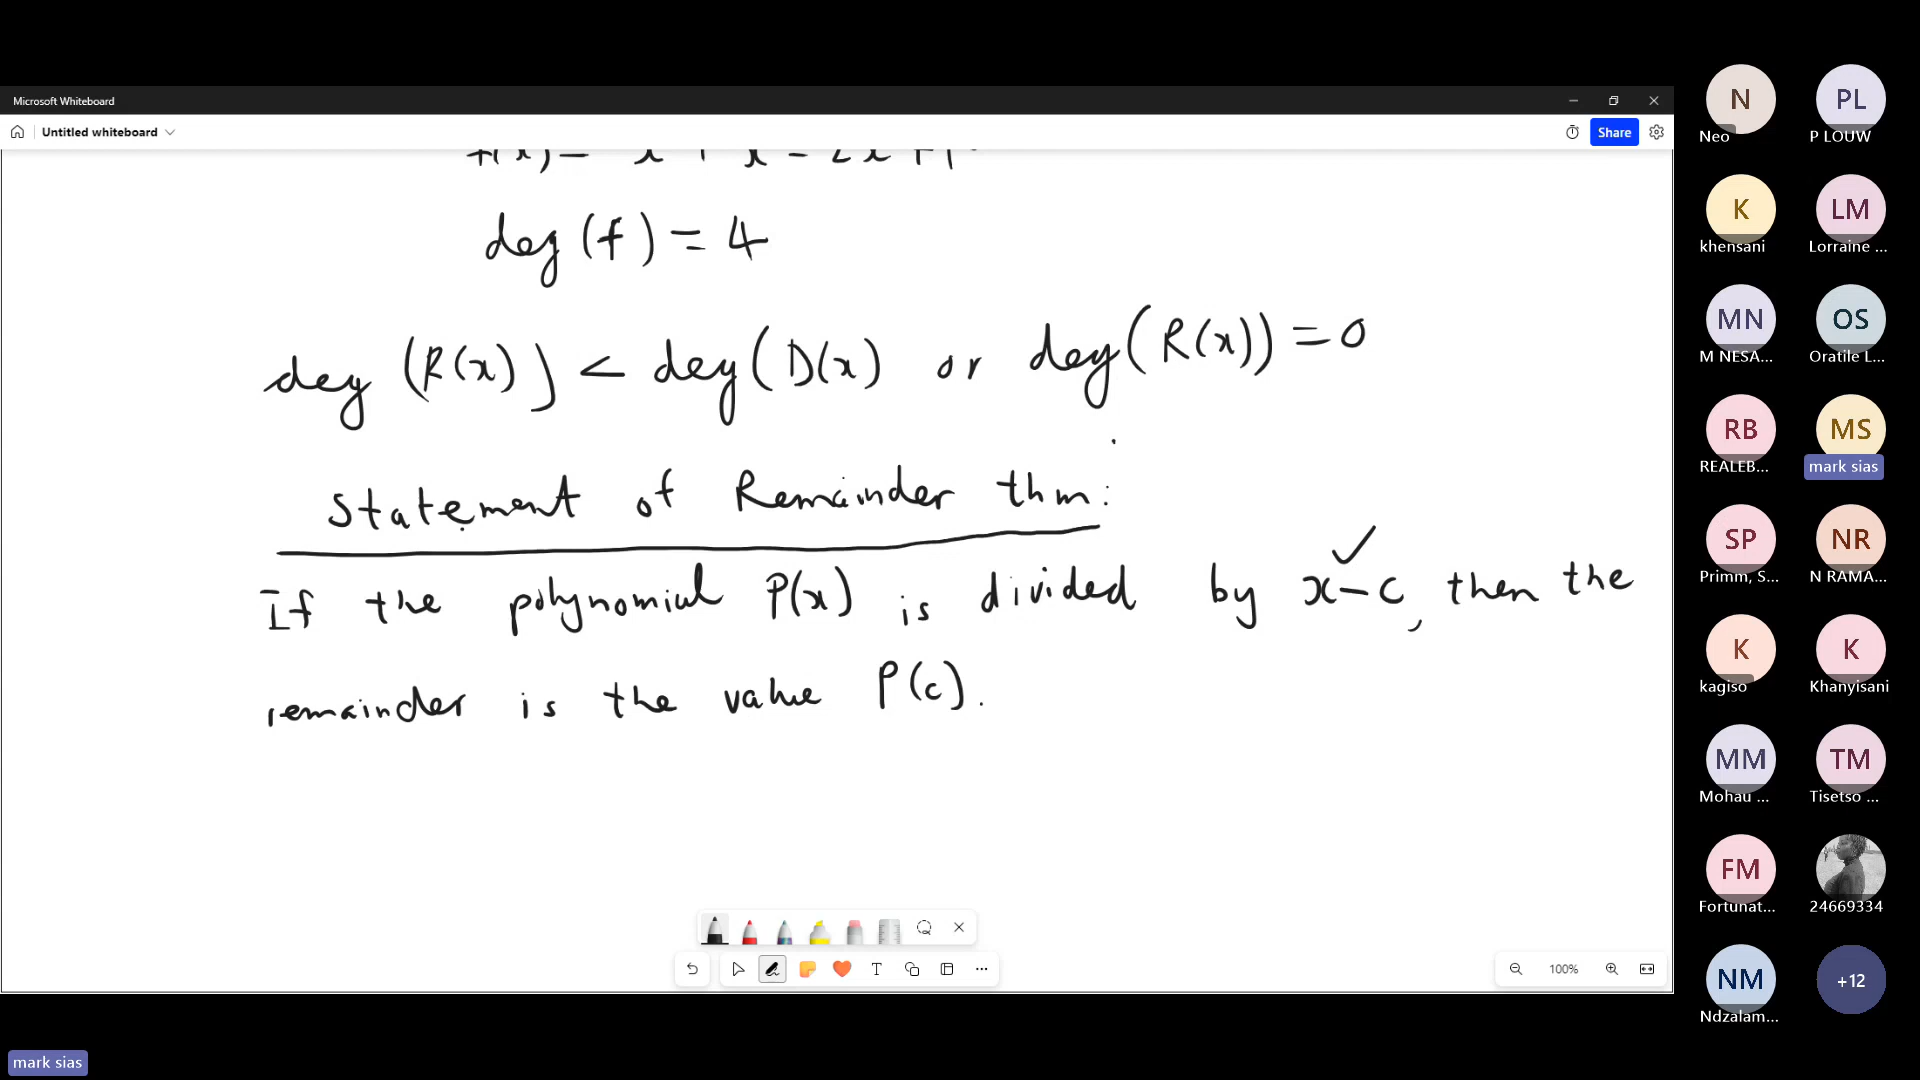 Microsoft Whiteboard
Untitled whiteboard
Share
deg (f) = 4
deg (R(x)) < deg (D(x) or deg (R(x)) = 0
Statement of Remainder thm:
If the polynomial P(x) is divided by x-c, then the
remainder is the value P(c).
100%
N
Neo
PL
P LOUW
K
khensani
LM
Lorraine ...
MN
M NESA...
OS
Oratile L...
RB
REALEB...
MS
mark sias
SP
Primm, S...
NR
N RAMA...
K
kagiso
K
Khanyisani
MM
Mohau ...
TM
Tisetso ...
FM
Fortunat...
24669334
NM
Ndzalam...
+12
mark sias